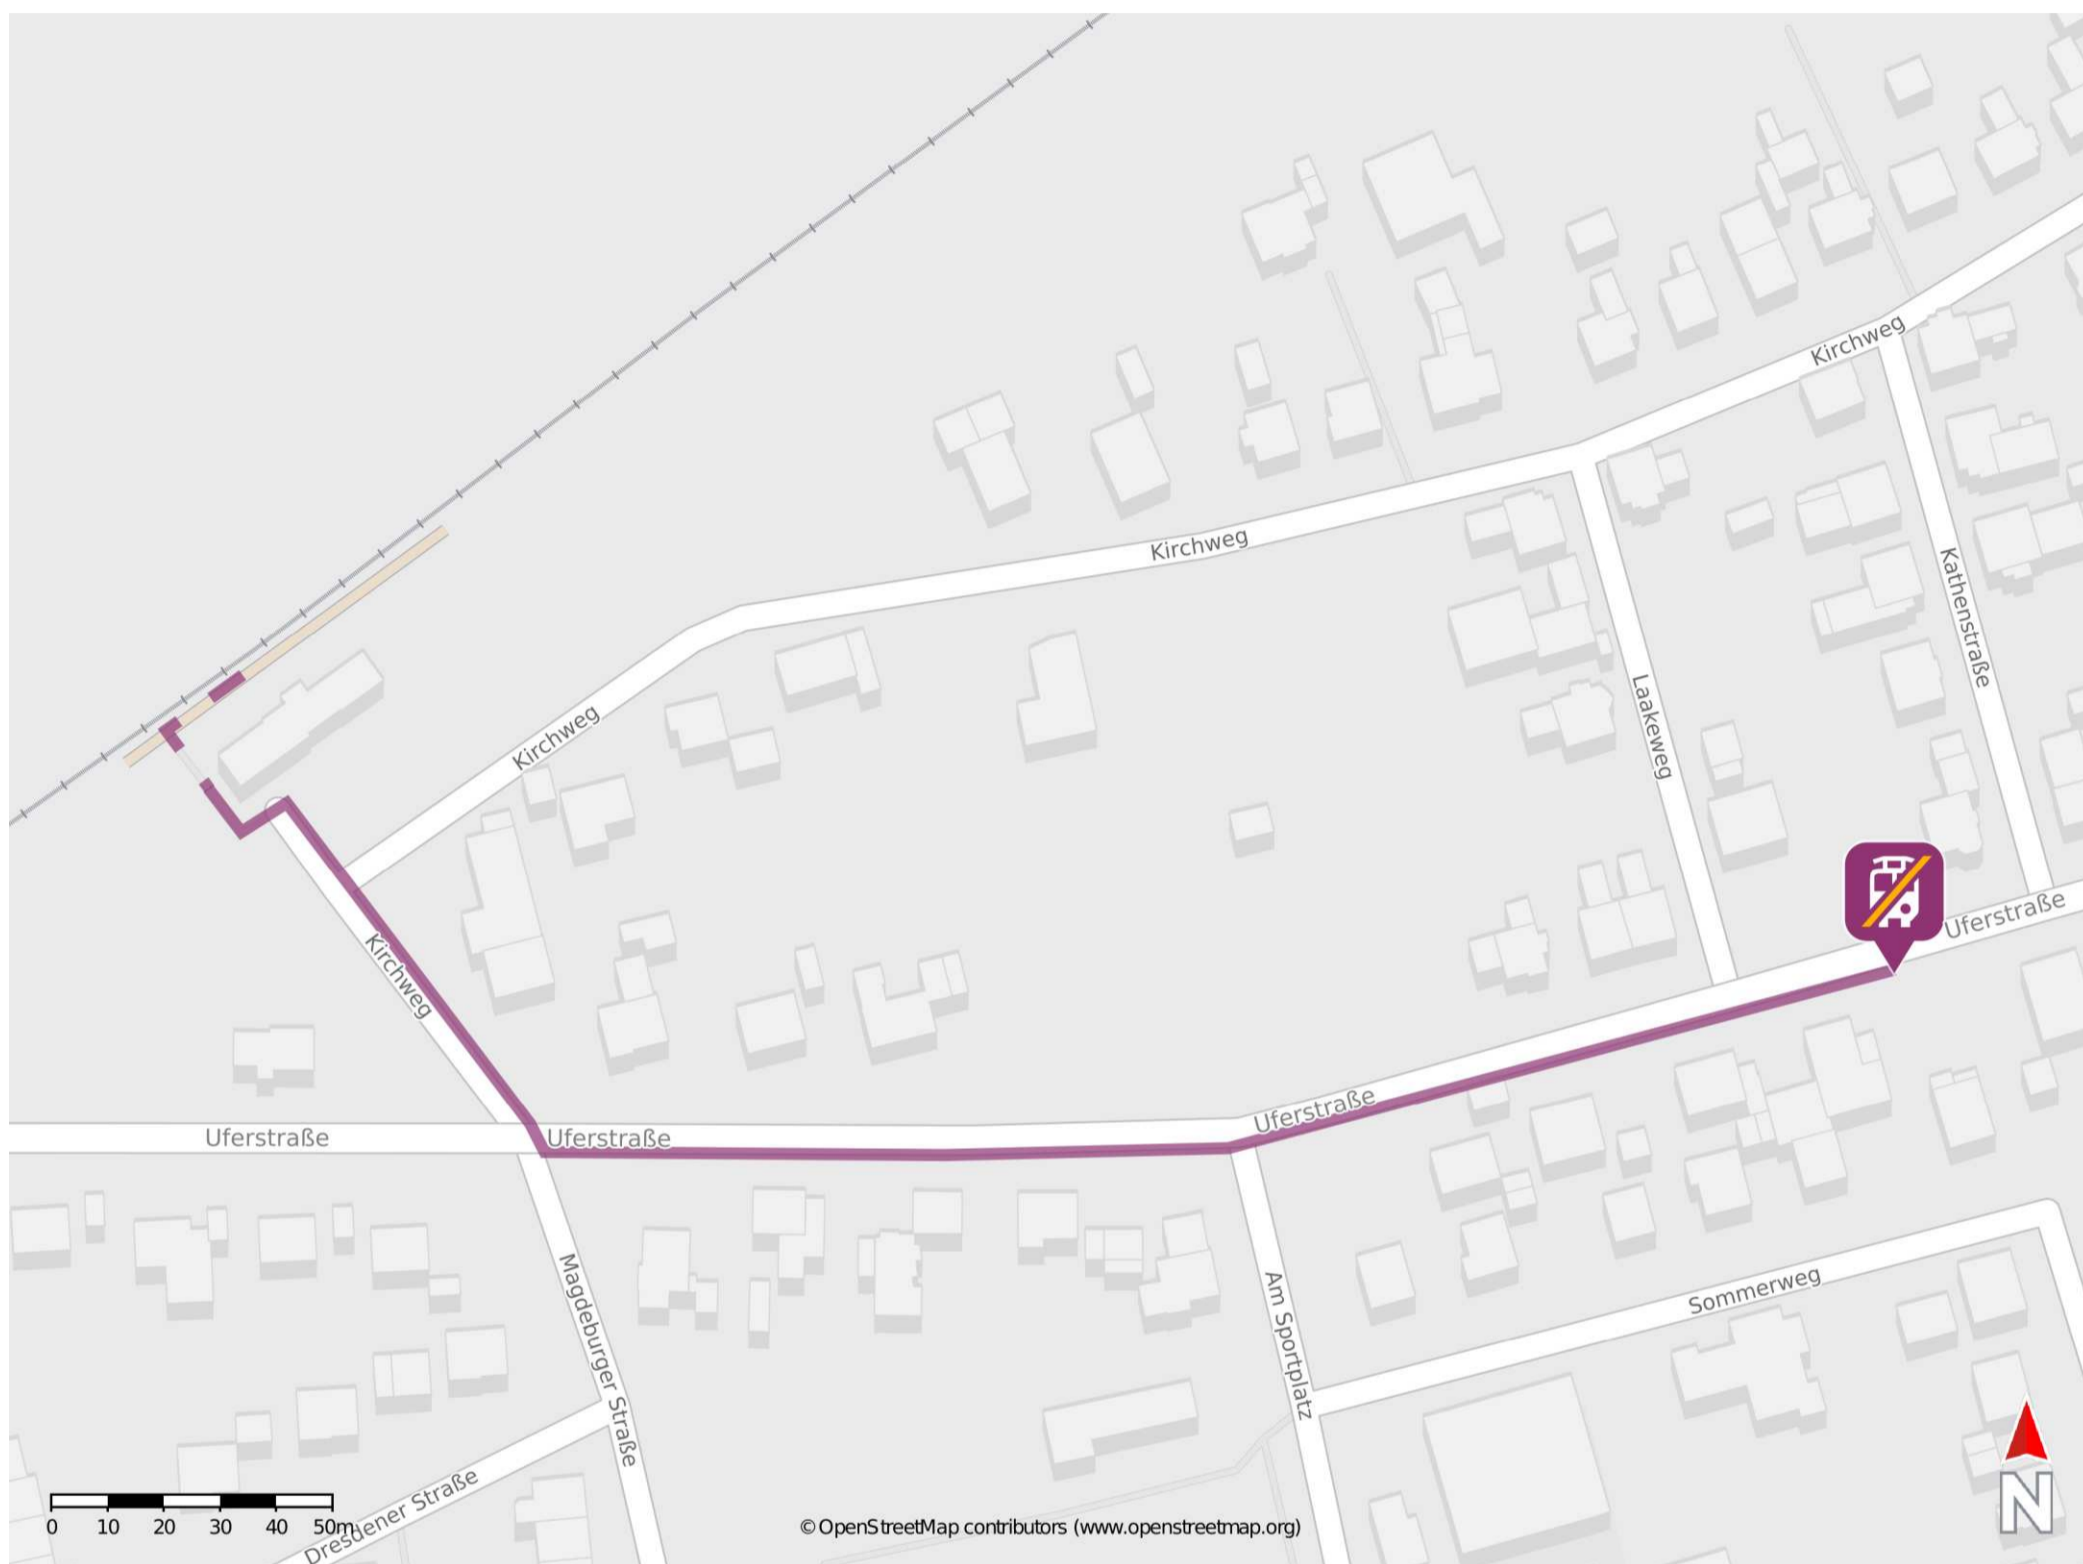 Kirchweg
Kirchweg
Kathenstraße
Kirchweg
Laakeweg
Uferstraße
Kirchweg
Uferstraße
Uferstraße
Uferstraße
Magdeburger Straße
Am Sportplatz
Sommerweg
Dresdener Straße
0 10 20 30 40 50m
© OpenStreetMap contributors (www.openstreetmap.org)
N